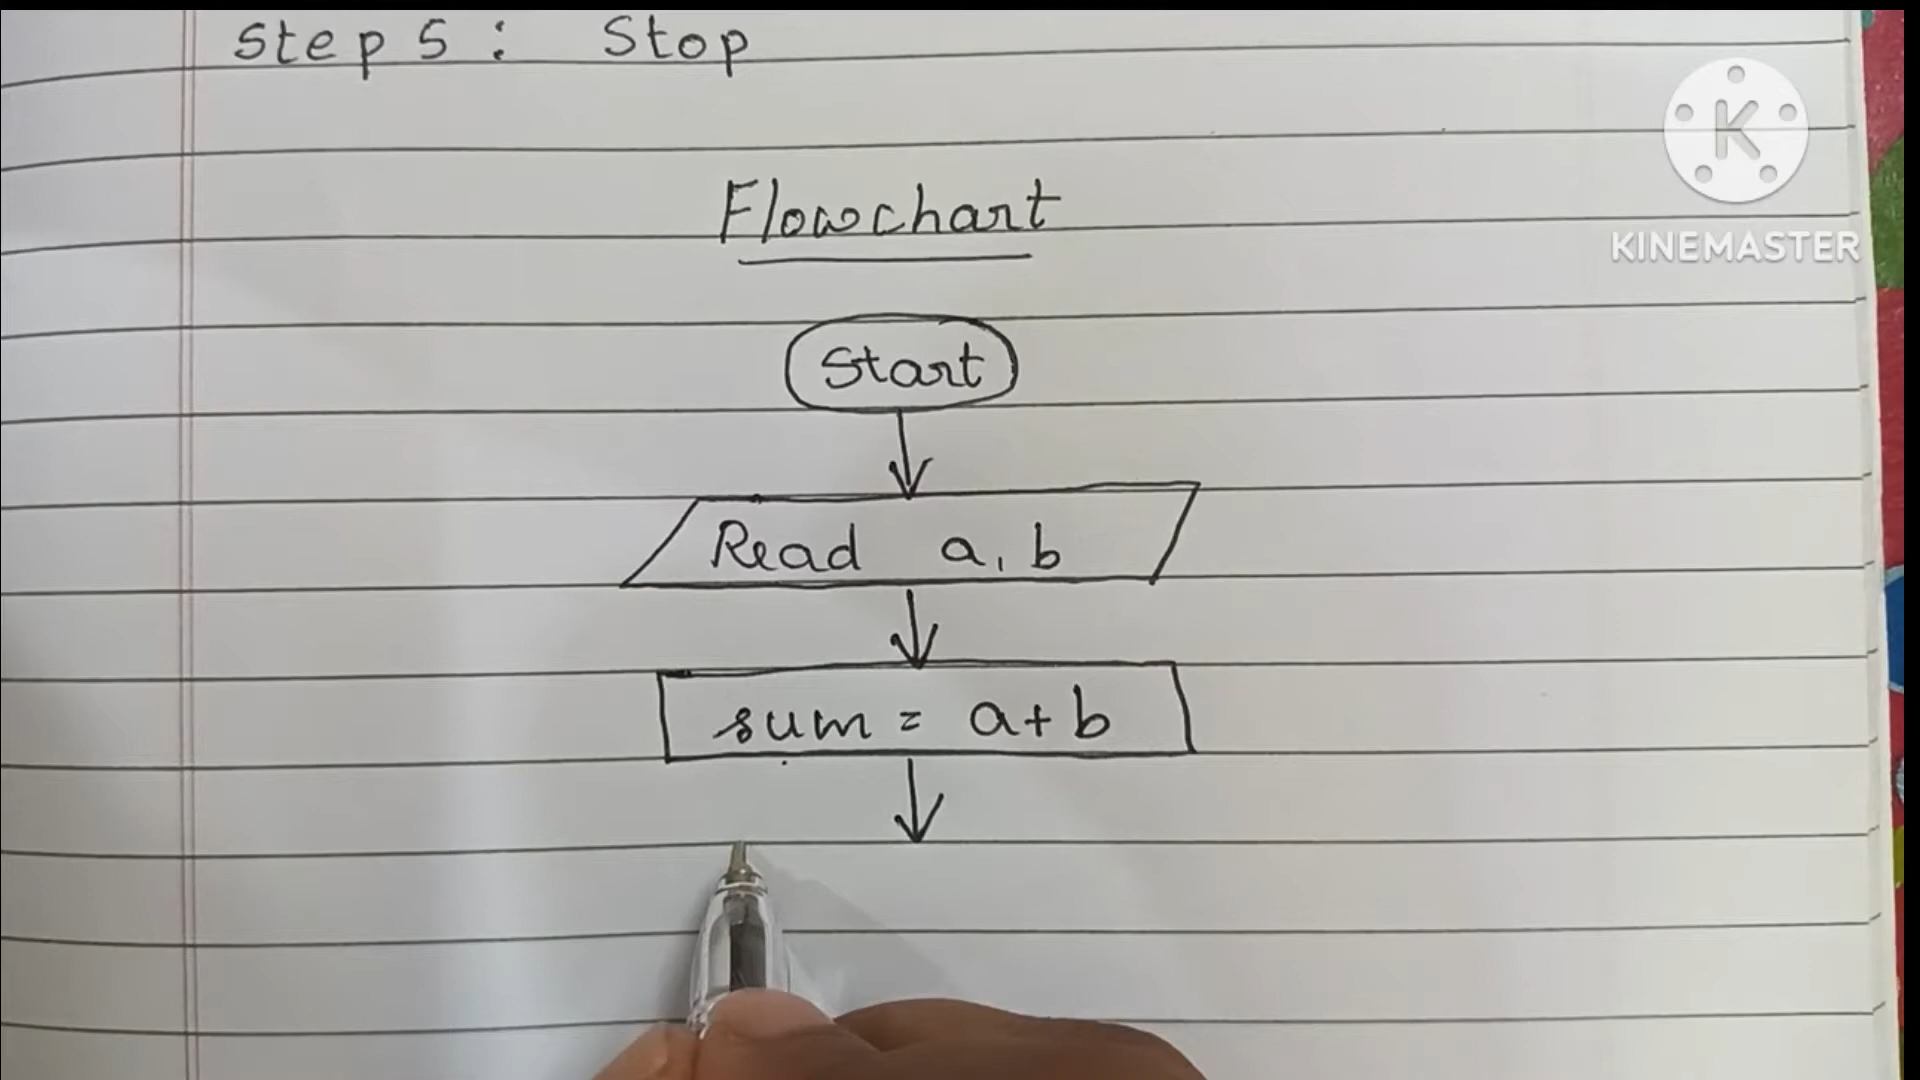 Step 5 : Stop
Flowchart
Start
Read a, b
sum = a+b
K
KINEMASTER